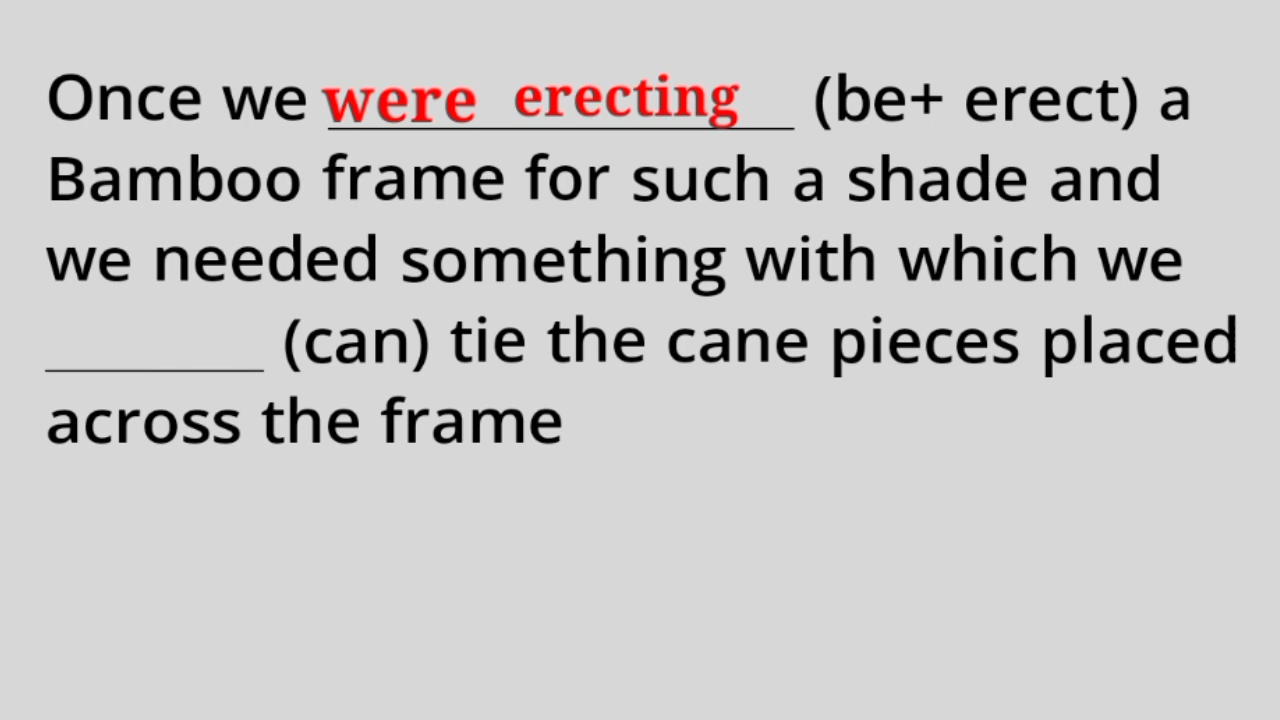 Once we were erecting (be+ erect) a
Bamboo frame for such a shade and
we needed something with which we
________ (can) tie the cane pieces placed
across the frame